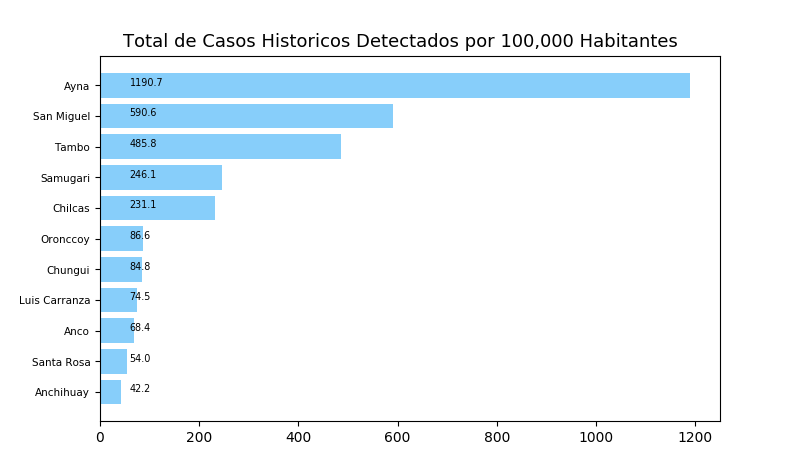 Total de Casos Historicos Detectados por 100,000 Habitantes
Ayna 1190.7
San Miguel 590.6
Tambo 485.8
Samugari 246.1
Chilcas 231.1
Oronccoy 86.6
Chungui 84.8
Luis Carranza 74.5
Anco 68.4
Santa Rosa 54.0
Anchihuay 42.2
0 200 400 600 800 1000 1200